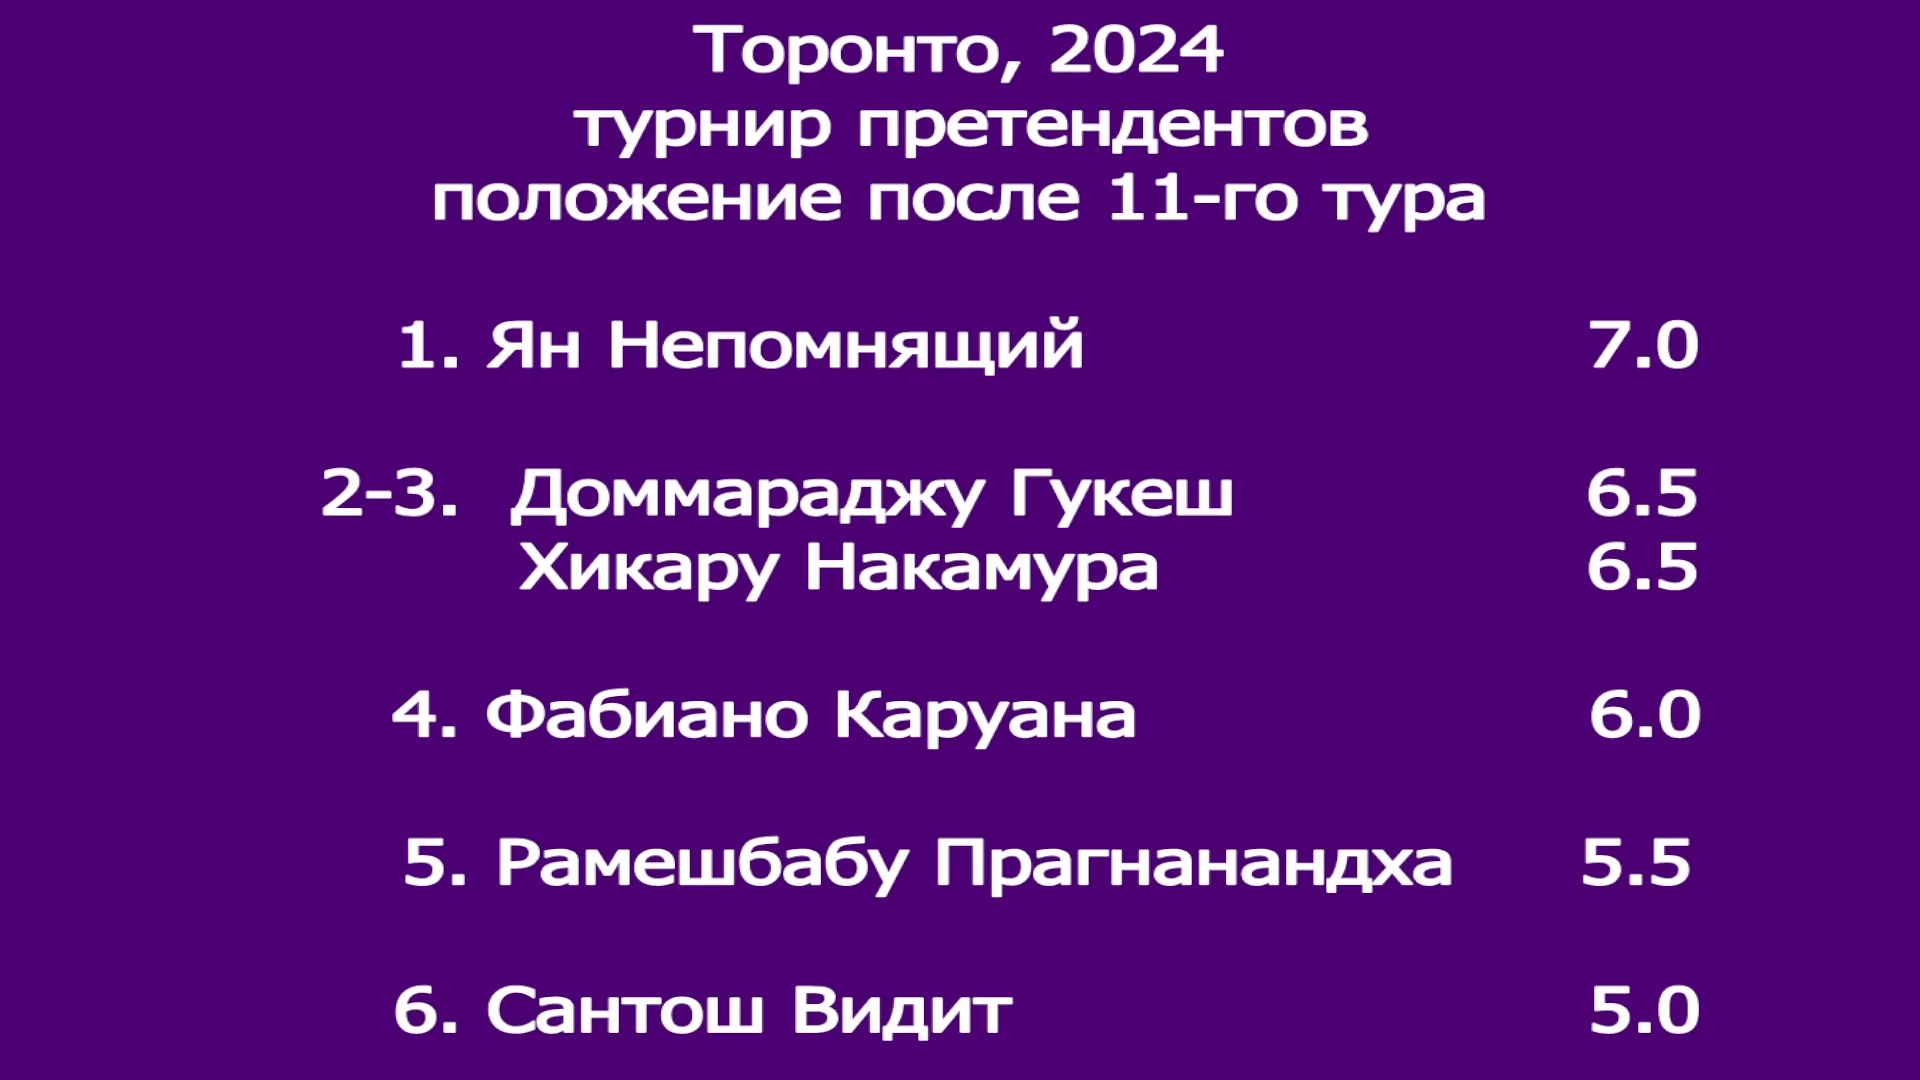 Торонто, 2024
турнир претендентов
положение после 11-го тура
1. Ян Непомнящий 7.0
2-3. Доммараджу Гукеш 6.5
Хикару Накамура 6.5
4. Фабиано Каруана 6.0
5. Рамешбабу Прагнанандха 5.5
6. Сантош Видит 5.0